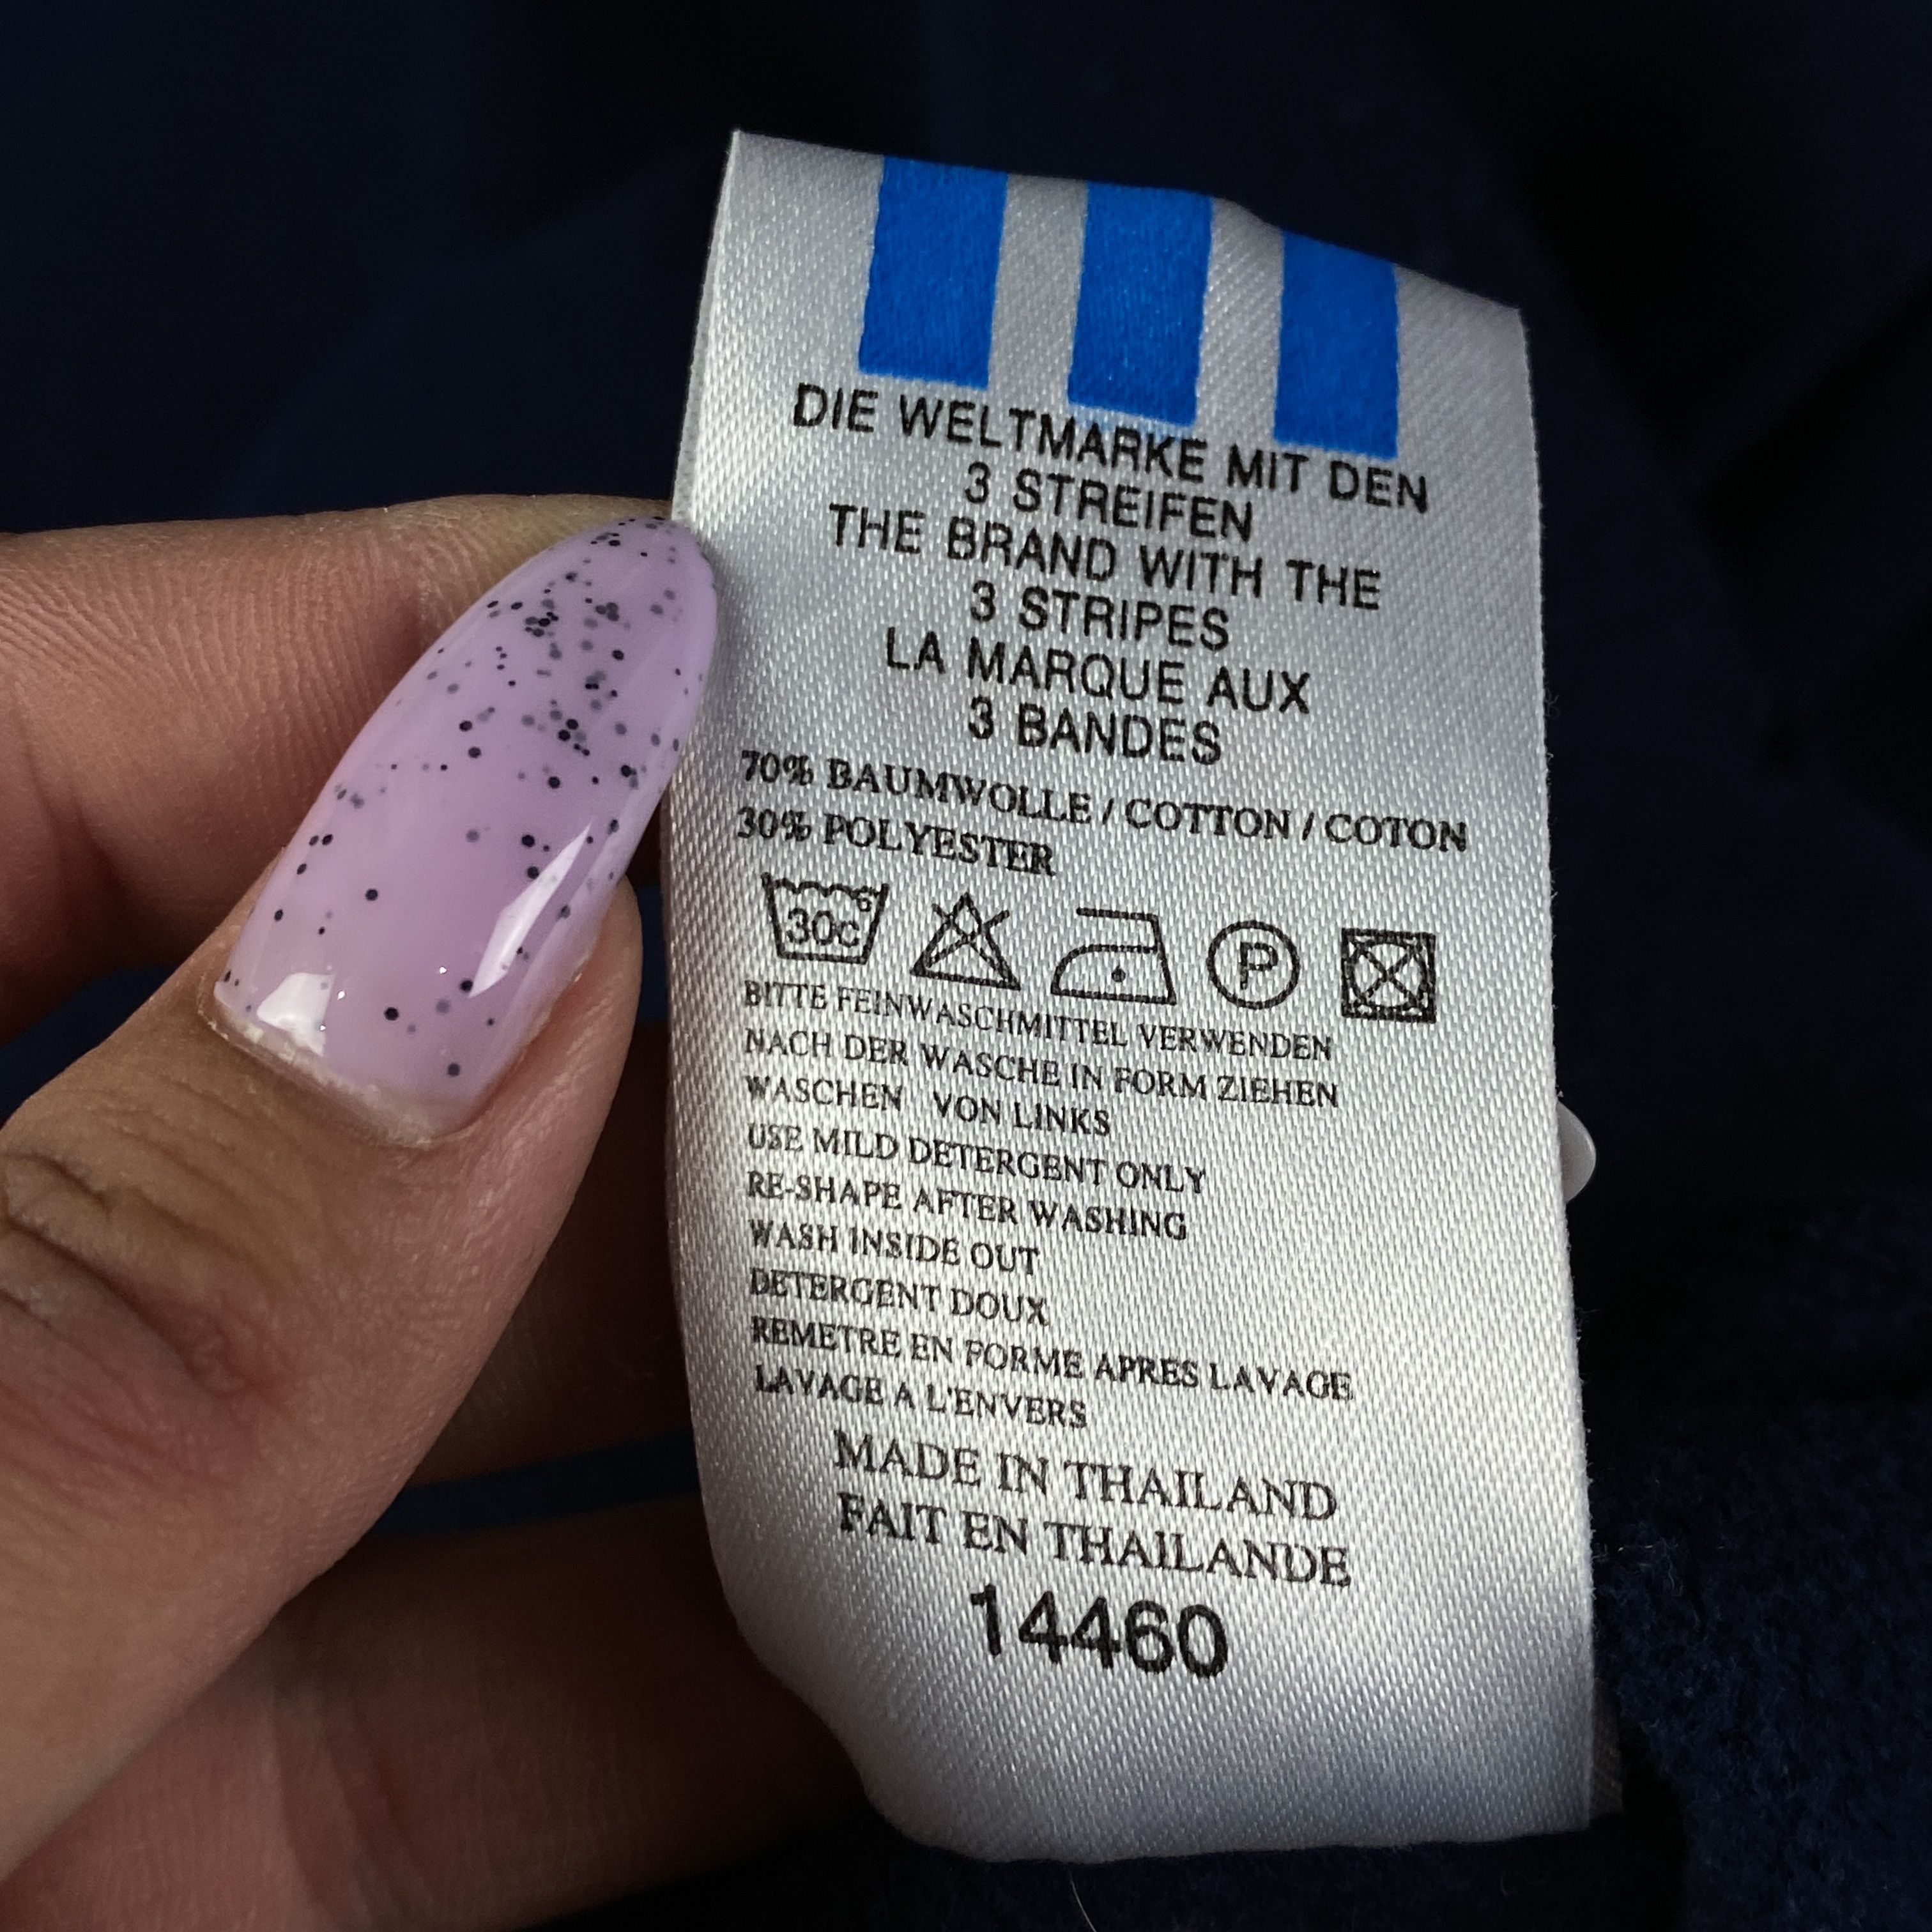 DIE WELTMARKE MIT DEN
3 STREIFEN
THE BRAND WITH THE
3 STRIPES
LA MARQUE AUX
3 BANDES
70% BAUMWOLLE / COTTON / COTON
30% POLYESTER
30c 6 P
BITTE FEINWASCHMITTEL VERWENDEN
NACH DER WASCHE IN FORM ZIEHEN
WASCHEN VON LINKS
USE MILD DETERGENT ONLY
RE-SHAPE AFTER WASHING
WASH INSIDE OUT
DETERGENT DOUX
REMETRE EN FORME APRES LAVAGE
LAVAGE A L'ENVERS
MADE IN THAILAND
FAIT EN THAILANDE
14460